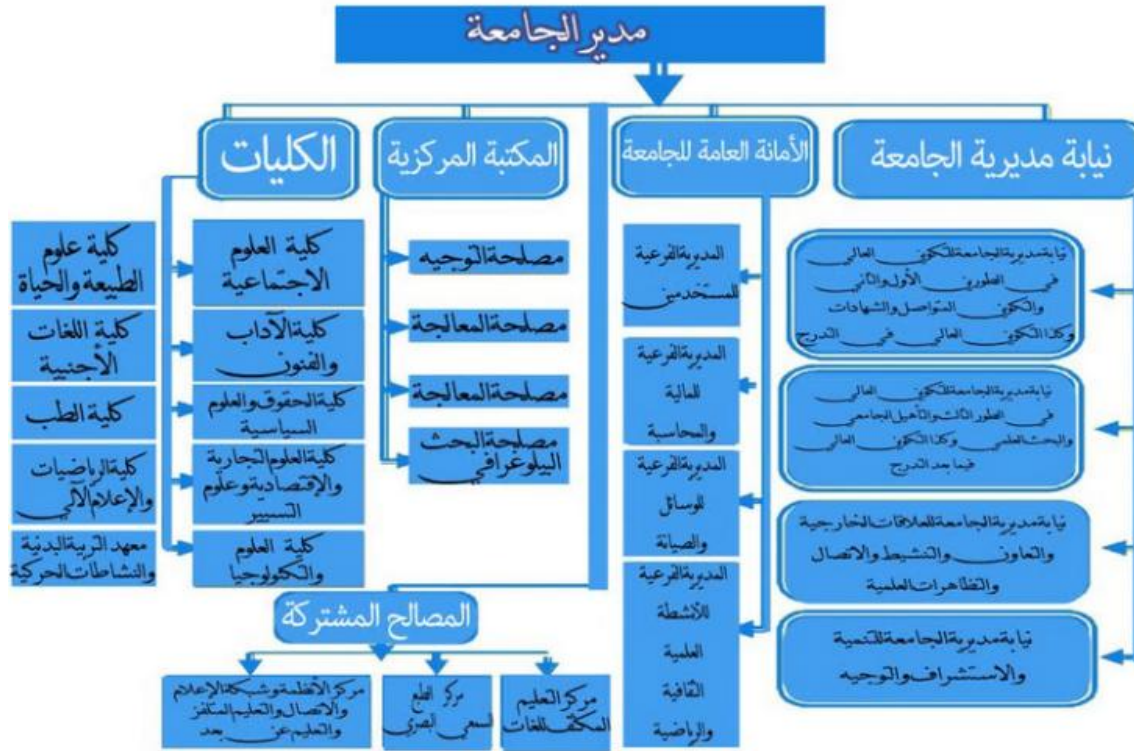 مدير الجامعة
نيابة مديرية الجامعة
الأمانة العامة للجامعة
المكتبة المركزية
الكليات
نيابة مديرية الجامعة للتكوين العالي
في الطورين الأول والثاني
والتكوين المتواصل والشهادات
وكذا التكوين العالي في التدرج
نيابة مديرية الجامعة للتكوين العالي
في الطور الثالث والتأهيل الجامعي
والبحث العلمي وكذا التكوين العالي
فيما بعد التدرج
نيابة مديرية الجامعة للعلاقات الخارجية
والتعاون والتنشيط والاتصال
والتظاهرات العلمية
نيابة مديرية الجامعة للتنمية
والاستشراف والتوجيه
المديرية الفرعية
للمستخدمين
المديرية الفرعية
للمالية
والمحاسبة
المديرية الفرعية
للوسائل
والصيانة
المديرية الفرعية
للأنشطة
العلمية
الثقافية
والرياضية
مصلحة التوجيه
مصلحة المعالجة
مصلحة المعالجة
مصلحة البحث
البيلوغرافي
كلية العلوم
الاجتماعية
كلية الآداب
والفنون
كلية الحقوق والعلوم
السياسية
كلية العلوم التجارية
والإقتصادية وعلوم
التسيير
كلية العلوم
والتكنولوجيا
كلية علوم
الطبيعة والحياة
كلية اللغات
الأجنبية
كلية الطب
كلية الرياضيات
والإعلام الآلي
معهد التربية البدنية
والنشاطات الحركية
المصالح المشتركة
مركز التعليم
المكثف للغات
مركز الطبع
السمعي البصري
مركز الأنظمة وشبكة الإعلام
والاتصال والتعليم المتلفز
والتعليم عن بعد